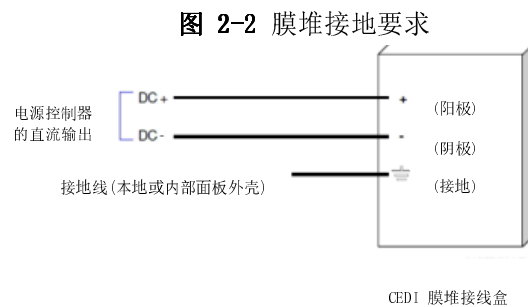 图 2-2 膜堆接地要求
电源控制器
的直流输出
DC+
DC-
+
(阳极)
-
(阴极)
接地线(本地或内部面板外壳)
(接地)
CEDI 膜堆接线盒